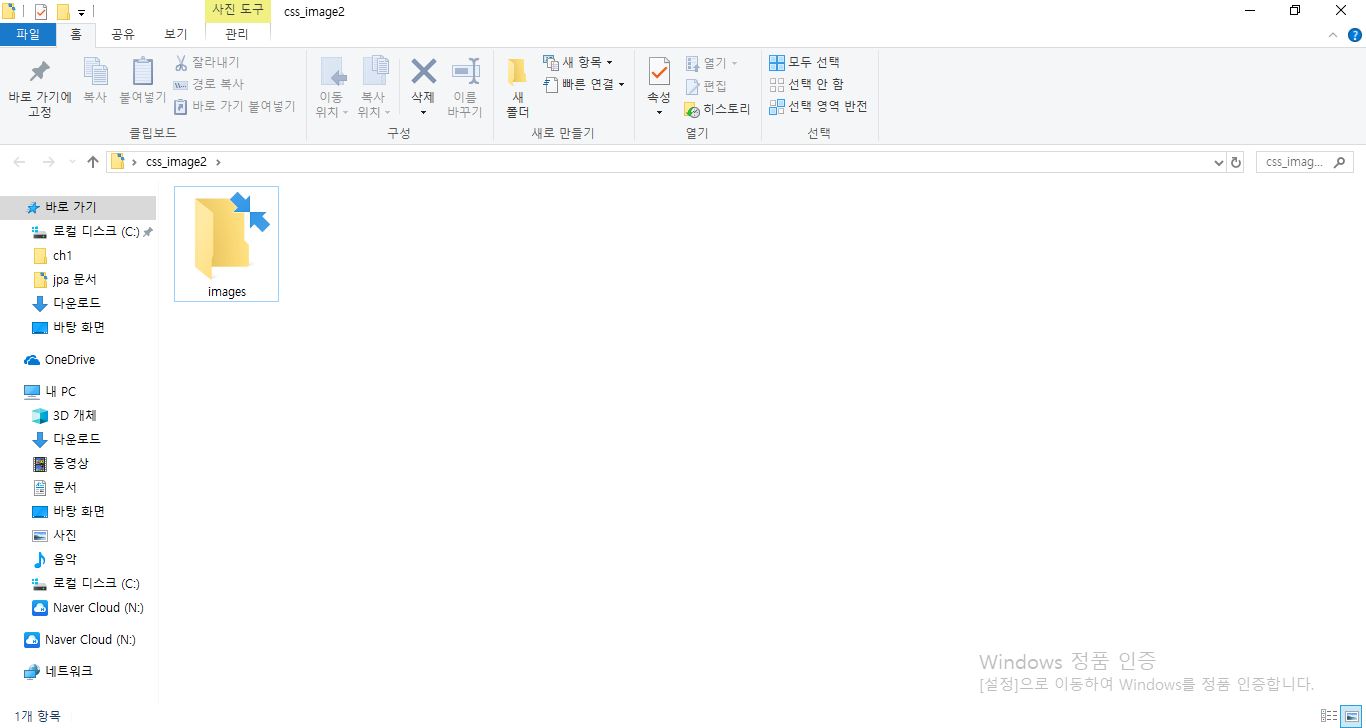 사진 도구
css_image2
파일
홈
공유
보기
관리
바로 가기에
고정
복사
붙여넣기
잘라내기
경로 복사
바로 가기 붙여넣기
클립보드
이동
위치
복사
위치
삭제
이름
바꾸기
구성
새
폴더
새 항목
빠른 연결
새로 만들기
속성
열기
편집
히스토리
열기
모두 선택
선택 안 함
선택 영역 반전
선택
css_image2
css_imag...
바로 가기
로컬 디스크 (C:)
ch1
jpa 문서
다운로드
바탕 화면
OneDrive
내 PC
3D 개체
다운로드
동영상
문서
바탕 화면
사진
음악
로컬 디스크 (C:)
Naver Cloud (N:)
Naver Cloud (N:)
네트워크
images
Windows 정품 인증
[설정]으로 이동하여 Windows를 정품 인증합니다.
1개 항목